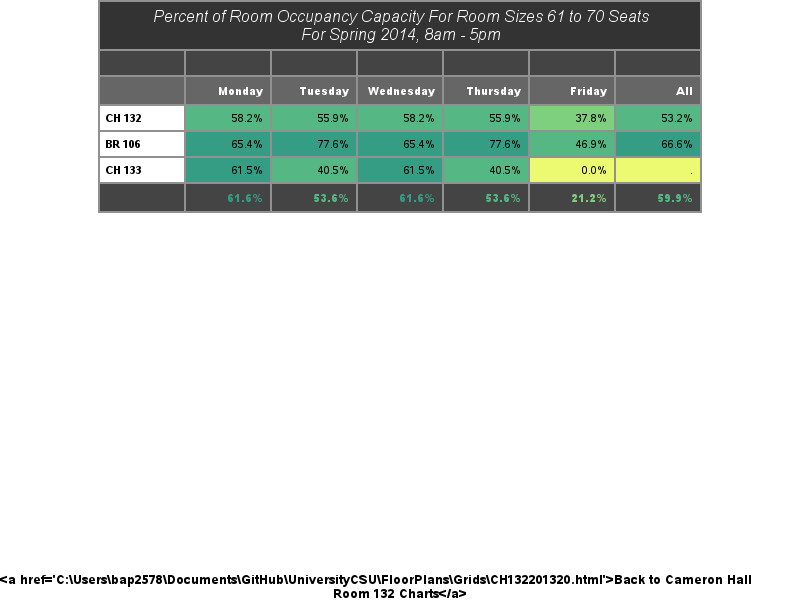 Percent of Room Occupancy Capacity For Room Sizes 61 to 70 Seats
For Spring 2014, 8am - 5pm
Monday Tuesday Wednesday Thursday Friday All
CH 132 58.2% 55.9% 58.2% 55.9% 37.8% 53.2%
BR 106 65.4% 77.6% 65.4% 77.6% 46.9% 66.6%
CH 133 61.5% 40.5% 61.5% 40.5% 0.0% .
61.6% 53.6% 61.6% 53.6% 21.2% 59.9%
<a href='C:\Users\bap2578\Documents\GitHub\UniversityCSU\FloorPlans\Grids\CH132201320.html'>Back to Cameron Hall
Room 132 Charts</a>